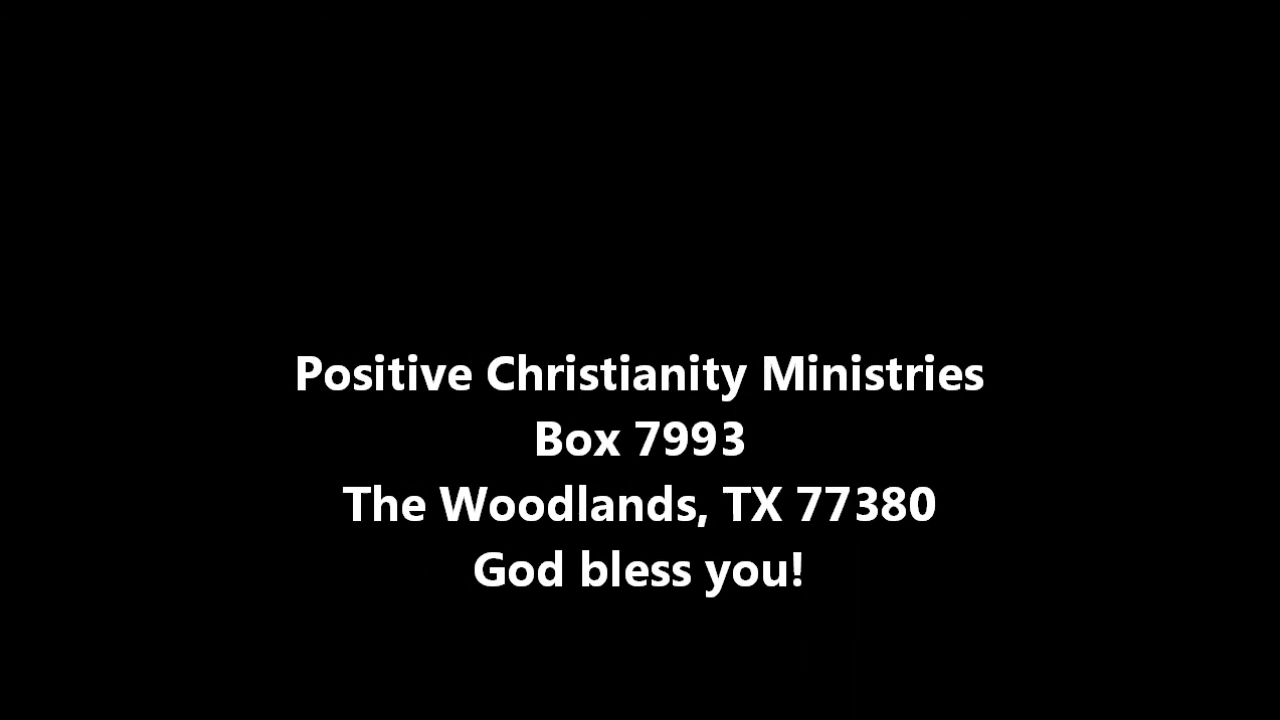 Positive Christianity Ministries
Box 7993
The Woodlands, TX 77380
God bless you!